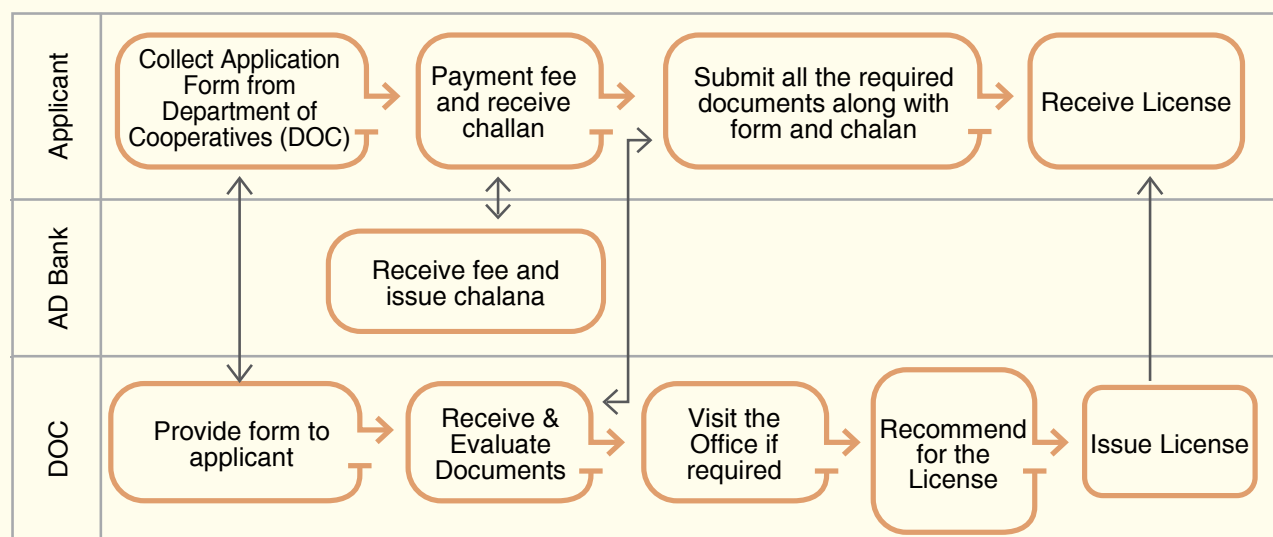 Applicant
Collect Application
Form from
Department of
Cooperatives (DOC)
Payment fee
and receive
challan
Submit all the required
documents along with
form and chalan
Receive License
AD Bank
Receive fee and
issue chalana
DOC
Provide form to
applicant
Receive &
Evaluate
Documents
Visit the
Office if
required
Recommend
for the
License
Issue License